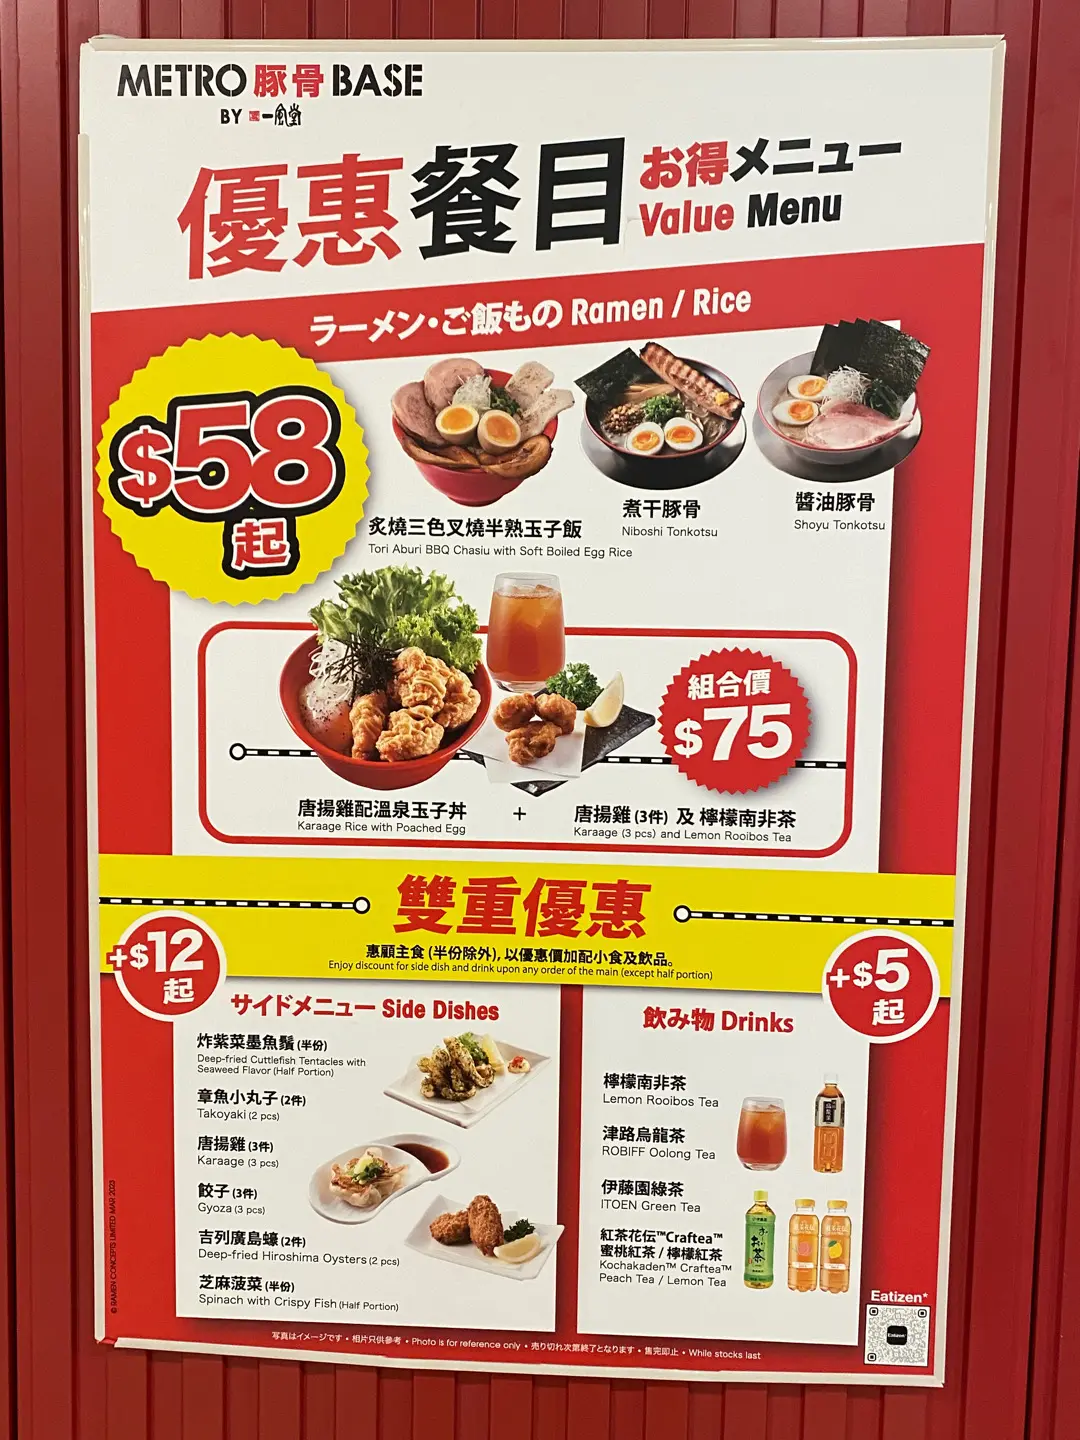 METRO 豚骨 BASE
BY 一風堂
優惠餐目
お得メニュー
Value Menu
ラーメン・ご飯もの Ramen / Rice
$58
起
炙燒三色叉燒半熟玉子飯
Tori Aburi BBQ Chasiu with Soft Boiled Egg Rice
煮干豚骨
Niboshi Tonkotsu
醬油豚骨
Shoyu Tonkotsu
組合價
$75
唐揚雞配溫泉玉子丼
Karaage Rice with Poached Egg
+
唐揚雞 (3件) 及 檸檬南非茶
Karaage (3 pcs) and Lemon Rooibos Tea
雙重優惠
惠顧主食 (半份除外), 以優惠價加配小食及飲品。
Enjoy discount for side dish and drink upon any order of the main (except half portion)
+$12
起
+$5
起
サイドメニュー Side Dishes
炸紫菜墨魚鬚 (半份)
Deep-fried Cuttlefish Tentacles with
Seaweed Flavor (Half Portion)
章魚小丸子 (2件)
Takoyaki (2 pcs)
唐揚雞 (3件)
Karaage (3 pcs)
餃子 (3件)
Gyoza (3 pcs)
吉列廣島蠔 (2件)
Deep-fried Hiroshima Oysters (2 pcs)
芝麻菠菜 (半份)
Spinach with Crispy Fish (Half Portion)
飲み物 Drinks
檸檬南非茶
Lemon Rooibos Tea
津路烏龍茶
ROBIFF Oolong Tea
伊藤園綠茶
ITOEN Green Tea
紅茶花伝™Craftea™
蜜桃紅茶 / 檸檬紅茶
Kochakaden™ Craftea™
Peach Tea / Lemon Tea
お〜いお茶
Eatizen*
Eatizen
© RAMEN CONCEPTS LIMITED MAR 2023
写真はイメージです • 相片只供參考 • Photo is for reference only • 売り切れ次第終了となります • 售完即止 • While stocks last